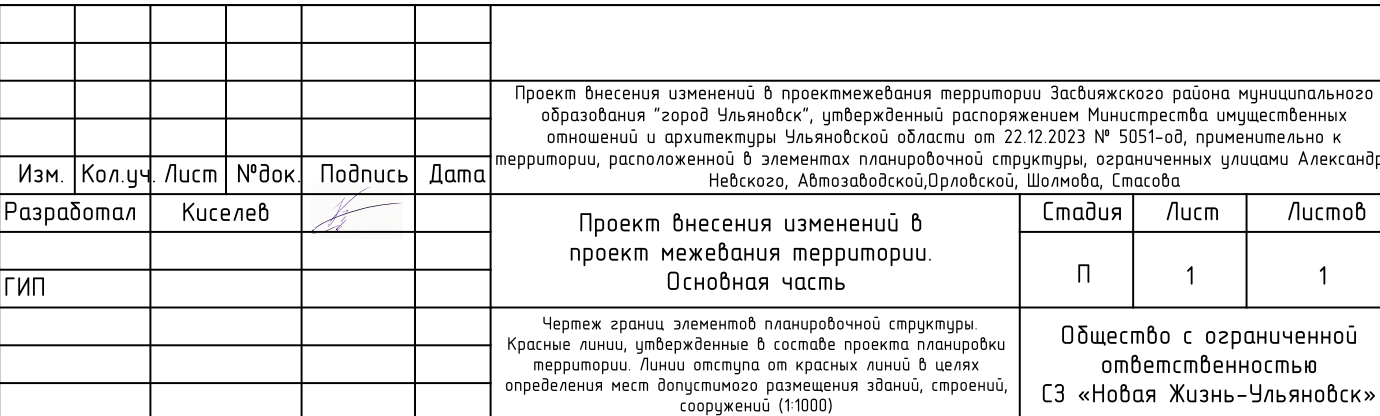 Проект внесения изменений в проектмежевания территории Засвияжского района муниципального
образования "город Ульяновск", утвержденный распоряжением Министрества имущественных
отношений и архитектуры Ульяновской области от 22.12.2023 № 5051-од, применительно к
территории, расположенной в элементах планировочной структуры, ограниченных улицами Александр
Невского, Автозаводской,Орловской, Шолмова, Стасова
Изм. Кол.уч. Лист №док. Подпись Дата
Разработал Киселев
Проект внесения изменений в
проект межевания территории.
Основная часть
Стадия Лист Листов
П 1 1
ГИП
Чертеж границ элементов планировочной структуры.
Красные линии, утвержденные в составе проекта планировки
территории. Линии отступа от красных линий в целях
определения мест допустимого размещения зданий, строений,
сооружений (1:1000)
Общество с ограниченной
ответственностью
СЗ «Новая Жизнь-Ульяновск»